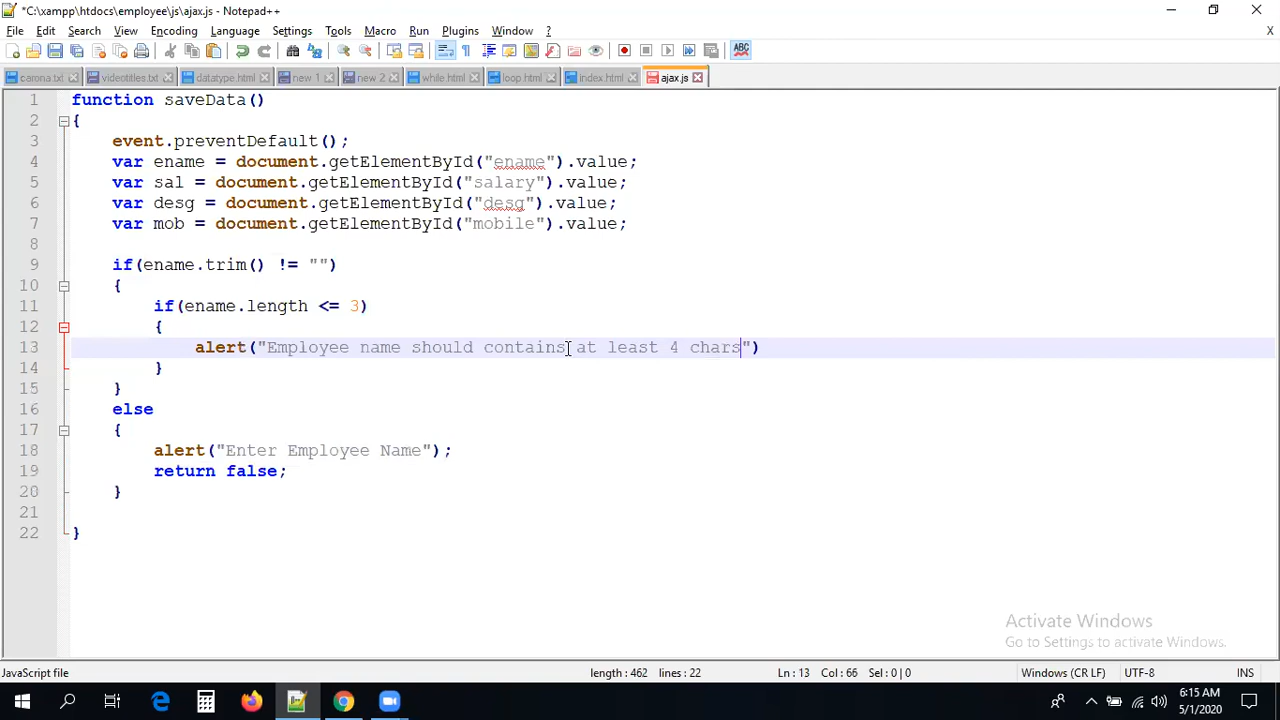 *C:\xampp\htdocs\employee\js\ajax.js - Notepad++
File Edit Search View Encoding Language Settings Tools Macro Run Plugins Window ? X
carona.txt videotitles.txt datatype.html new 1 new 2 while.html loop.html index.html ajax.js
1 function saveData()
2 {
3 event.preventDefault();
4 var ename = document.getElementById("ename").value;
5 var sal = document.getElementById("salary").value;
6 var desg = document.getElementById("desg").value;
7 var mob = document.getElementById("mobile").value;
8
9 if(ename.trim() != "")
10 {
11 if(ename.length <= 3)
12 {
13 alert("Employee name should contains at least 4 chars")
14 }
15 }
16 else
17 {
18 alert("Enter Employee Name");
19 return false;
20 }
21
22 }
Activate Windows
Go to Settings to activate Windows.
JavaScript file length : 462 lines : 22 Ln : 13 Col : 66 Sel : 0 | 0 Windows (CR LF) UTF-8 INS
6:15 AM
5/1/2020